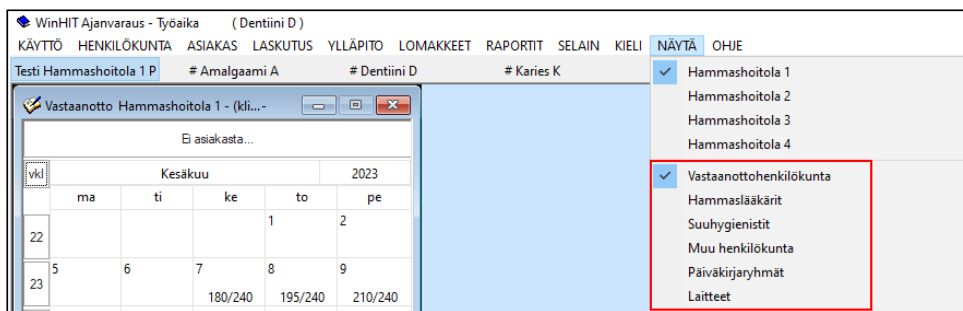 WinHIT Ajanvaraus - Työaika ( Dentiini D )
KÄYTTÖ HENKILÖKUNTA ASIAKAS LASKUTUS YLLÄPITO LOMAKKEET RAPORTIT SELAIN KIELI NÄYTÄ OHJE
Testi Hammashoitola 1 P # Amalgaami A # Dentiini D # Karies K
Vastaanotto Hammashoitola 1 - (kli...-
Ei asiakasta...
vkl Kesäkuu 2023
ma ti ke to pe
22 1 2
23 5 6 7 8 9
180/240 195/240 210/240
Hammashoitola 1
Hammashoitola 2
Hammashoitola 3
Hammashoitola 4
Vastaanottohenkilökunta
Hammaslääkärit
Suuhygienistit
Muu henkilökunta
Päiväkirjaryhmät
Laitteet